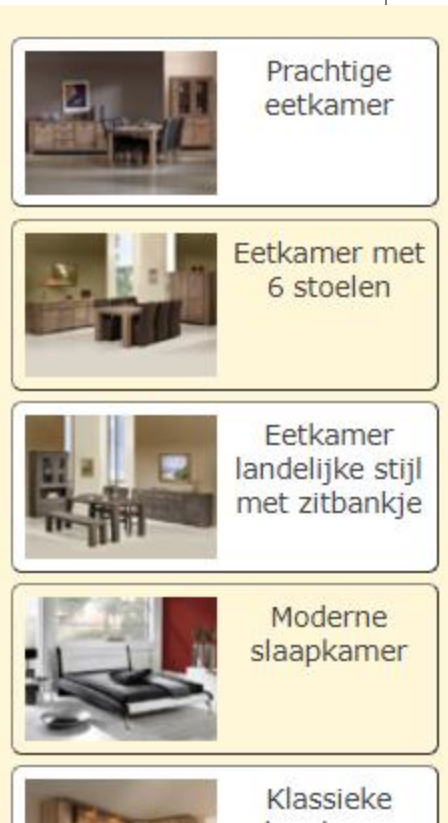 Prachtige
eetkamer
Eetkamer met
6 stoelen
Eetkamer
landelijke stijl
met zitbankje
Moderne
slaapkamer
Klassieke